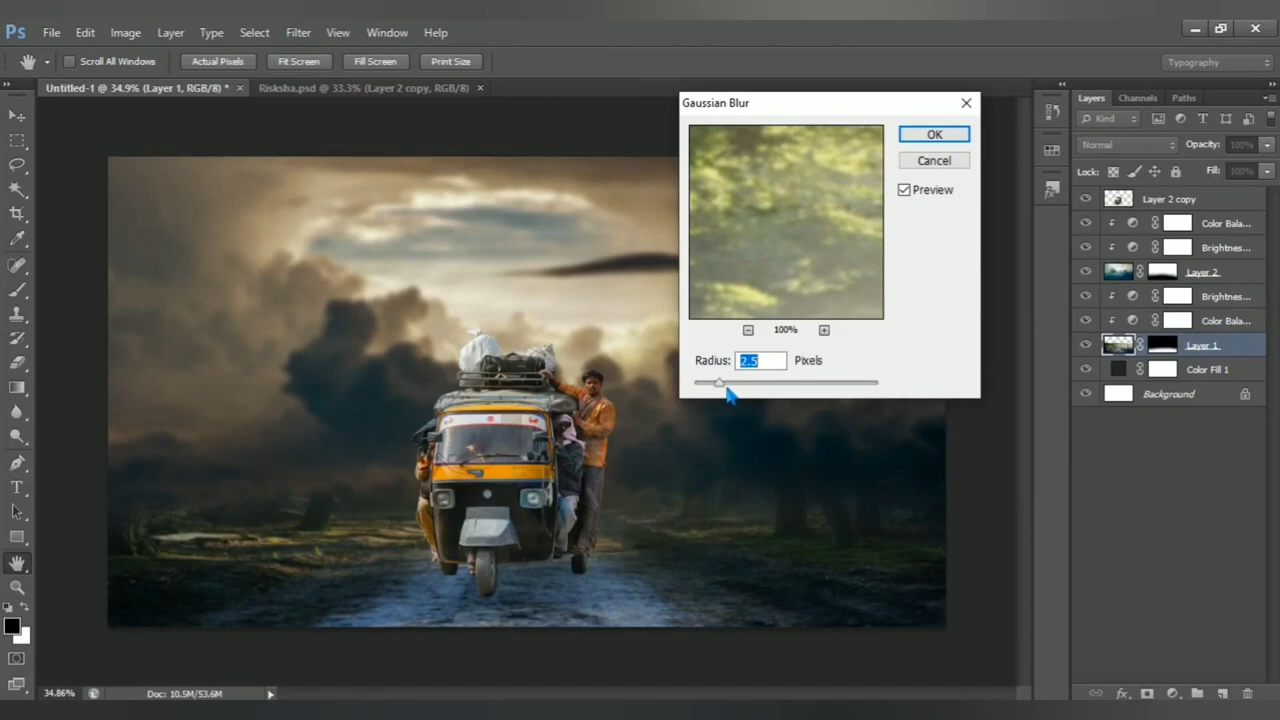 Ps File Edit Image Layer Type Select Filter View Window Help
Scroll All Windows Actual Pixels Fit Screen Fill Screen Print Size Typography
Untitled-1 @ 34.9% (Layer 1, RGB/8) * × Risksha.psd @ 33.3% (Layer 2 copy, RGB/8) ×
Gaussian Blur
OK
Cancel
Preview
100%
Radius: 2.5 Pixels
Layers Channels Paths
Kind
Normal Opacity: 100%
Lock: Fill: 100%
Layer 2 copy
Color Bala...
Brightnes...
Layer 2
Brightnes...
Color Bala...
Layer 1
Color Fill 1
Background
34.86% Doc: 10.5M/53.6M